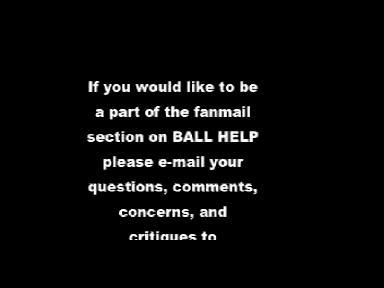 If you would like to be
a part of the fanmail
section on BALL HELP
please e-mail your
questions, comments,
concerns, and
critiques to